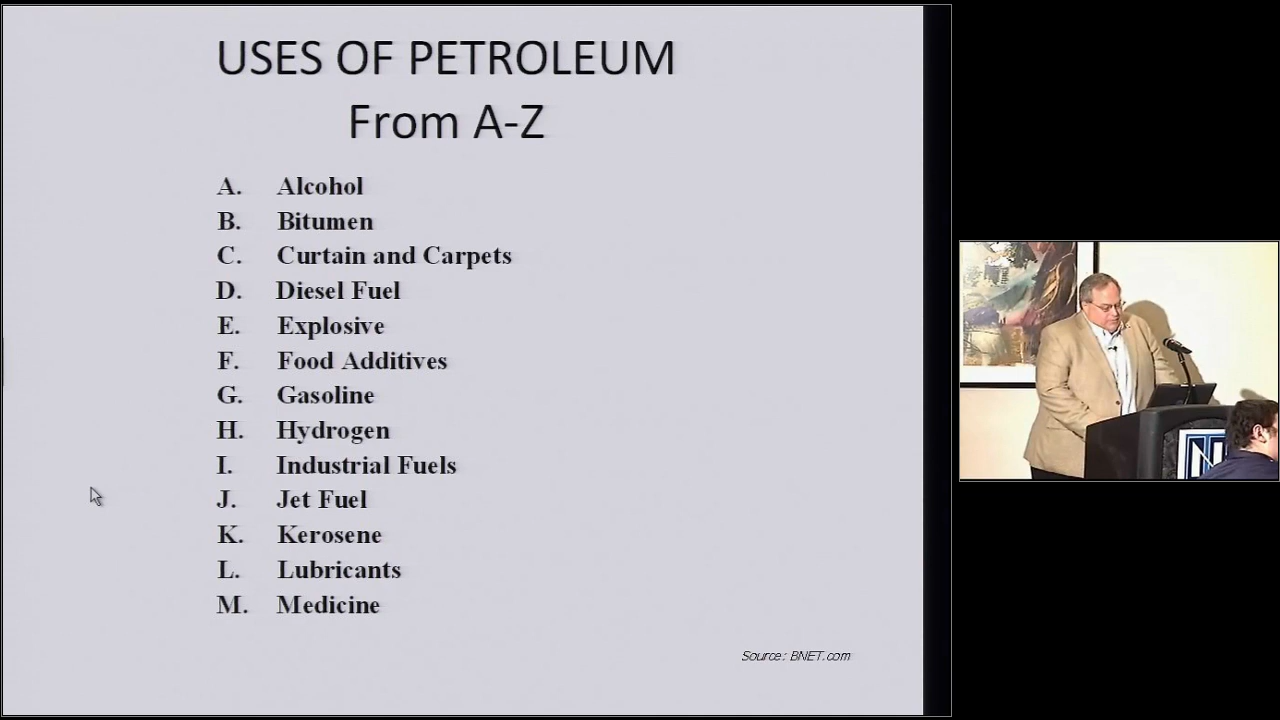 USES OF PETROLEUM
From A-Z
A. Alcohol
B. Bitumen
C. Curtain and Carpets
D. Diesel Fuel
E. Explosive
F. Food Additives
G. Gasoline
H. Hydrogen
I. Industrial Fuels
J. Jet Fuel
K. Kerosene
L. Lubricants
M. Medicine
Source: BNET.com